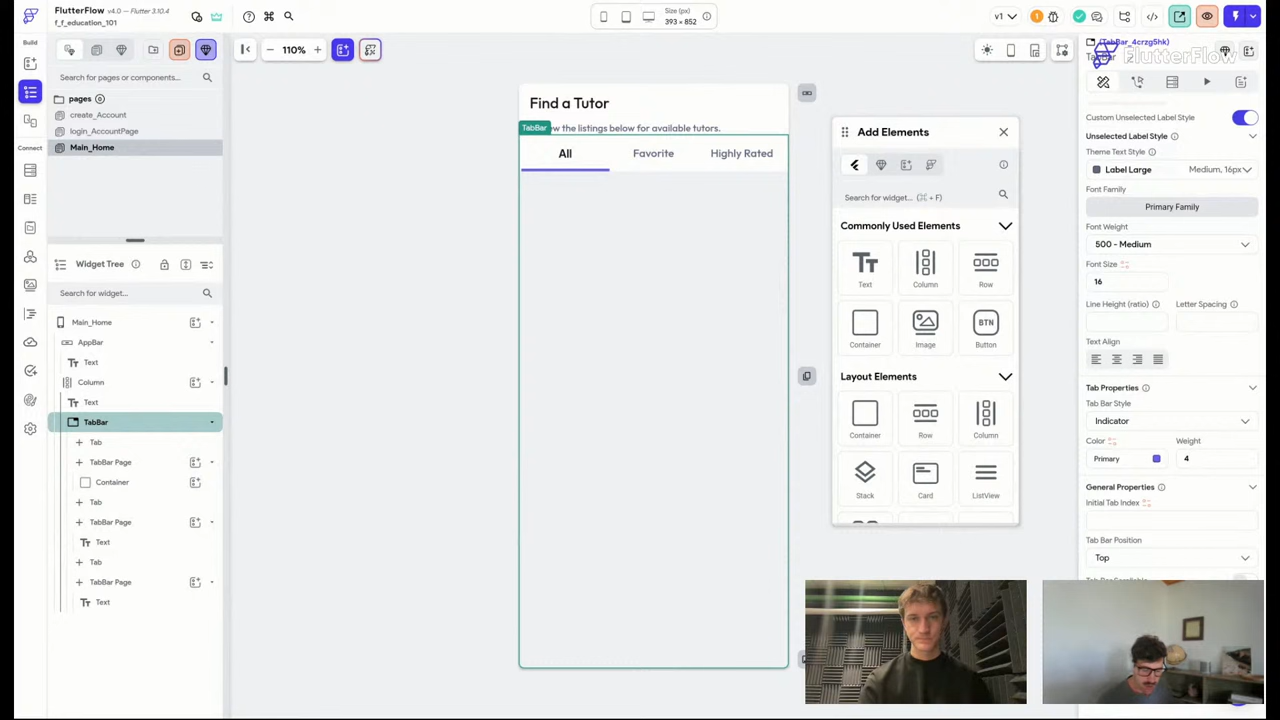 FlutterFlow v4.0 • Flutter 3.10.4
f_f_education_101
Size (px)
393 × 852
v1
1
Build
Connect
Search for pages or components...
pages
create_Account
login_AccountPage
Main_Home
Widget Tree
Search for widget...
Main_Home
AppBar
Text
Column
Text
TabBar
Tab
TabBar Page
Container
Tab
TabBar Page
Text
Tab
TabBar Page
Text
110%
Find a Tutor
TabBar
w the listings below for available tutors.
All Favorite Highly Rated
Add Elements
Search for widget... (⌘ + F)
Commonly Used Elements
Text Column Row
Container Image Button
BTN
Layout Elements
Container Row Column
Stack Card ListView
(TabBar_4crzg5hk)
FlutterFlow
Custom Unselected Label Style
Unselected Label Style
Theme Text Style
Label Large Medium, 16px
Font Family
Primary Family
Font Weight
500 - Medium
Font Size
16
Line Height (ratio) Letter Spacing
Text Align
Tab Properties
Tab Bar Style
Indicator
Color Weight
Primary 4
General Properties
Initial Tab Index
Tab Bar Position
Top